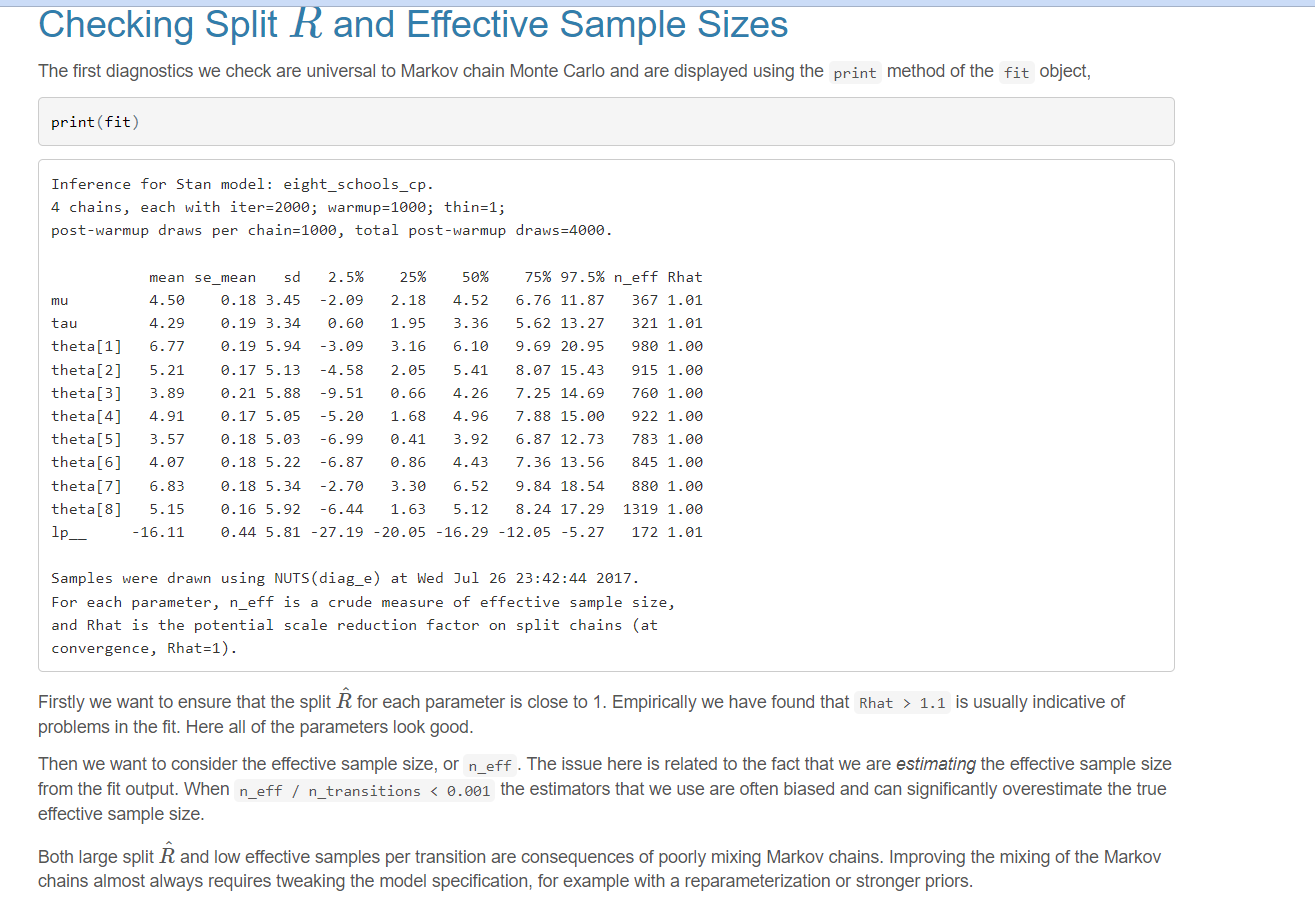 Checking Split R̂ and Effective Sample Sizes
The first diagnostics we check are universal to Markov chain Monte Carlo and are displayed using the print method of the fit object,
print(fit)
Inference for Stan model: eight_schools_cp.
4 chains, each with iter=2000; warmup=1000; thin=1;
post-warmup draws per chain=1000, total post-warmup draws=4000.
mean se_mean sd 2.5% 25% 50% 75% 97.5% n_eff Rhat
mu 4.50 0.18 3.45 -2.09 2.18 4.52 6.76 11.87 367 1.01
tau 4.29 0.19 3.34 0.60 1.95 3.36 5.62 13.27 321 1.01
theta[1] 6.77 0.19 5.94 -3.09 3.16 6.10 9.69 20.95 980 1.00
theta[2] 5.21 0.17 5.13 -4.58 2.05 5.41 8.07 15.43 915 1.00
theta[3] 3.89 0.21 5.88 -9.51 0.66 4.26 7.25 14.69 760 1.00
theta[4] 4.91 0.17 5.05 -5.20 1.68 4.96 7.88 15.00 922 1.00
theta[5] 3.57 0.18 5.03 -6.99 0.41 3.92 6.87 12.73 783 1.00
theta[6] 4.07 0.18 5.22 -6.87 0.86 4.43 7.36 13.56 845 1.00
theta[7] 6.83 0.18 5.34 -2.70 3.30 6.52 9.84 18.54 880 1.00
theta[8] 5.15 0.16 5.92 -6.44 1.63 5.12 8.24 17.29 1319 1.00
lp__ -16.11 0.44 5.81 -27.19 -20.05 -16.29 -12.05 -5.27 172 1.01
Samples were drawn using NUTS(diag_e) at Wed Jul 26 23:42:44 2017.
For each parameter, n_eff is a crude measure of effective sample size,
and Rhat is the potential scale reduction factor on split chains (at
convergence, Rhat=1).
Firstly we want to ensure that the split R̂ for each parameter is close to 1. Empirically we have found that Rhat > 1.1 is usually indicative of
problems in the fit. Here all of the parameters look good.
Then we want to consider the effective sample size, or n_eff. The issue here is related to the fact that we are estimating the effective sample size
from the fit output. When n_eff / n_transitions < 0.001 the estimators that we use are often biased and can significantly overestimate the true
effective sample size.
Both large split R̂ and low effective samples per transition are consequences of poorly mixing Markov chains. Improving the mixing of the Markov
chains almost always requires tweaking the model specification, for example with a reparameterization or stronger priors.